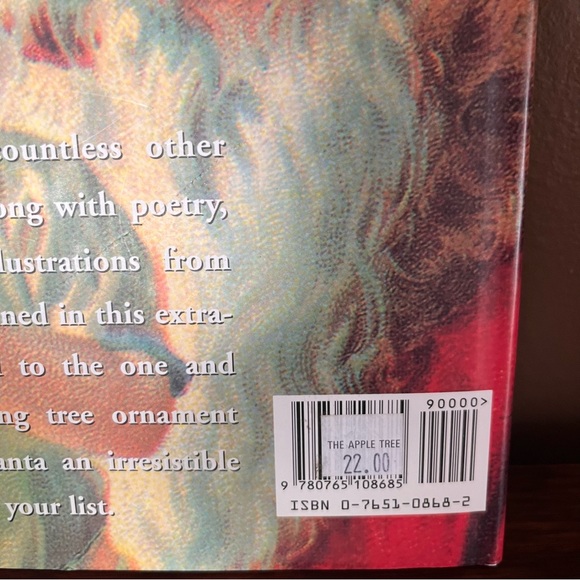 countless other
ong with poetry,
lustrations from
ned in this extra-
to the one and
ng tree ornament
anta an irresistible
your list.
90000>
THE APPLE TREE
22.00
9 780765 108685
ISBN 0-7651-0868-2